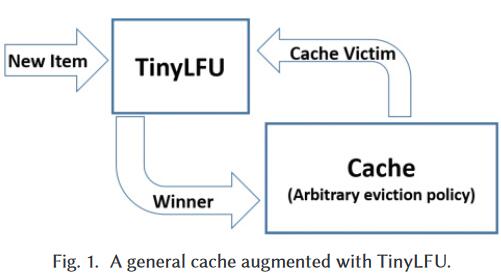 New Item
TinyLFU
Cache Victim
Cache
(Arbitrary eviction policy)
Winner
Fig. 1. A general cache augmented with TinyLFU.